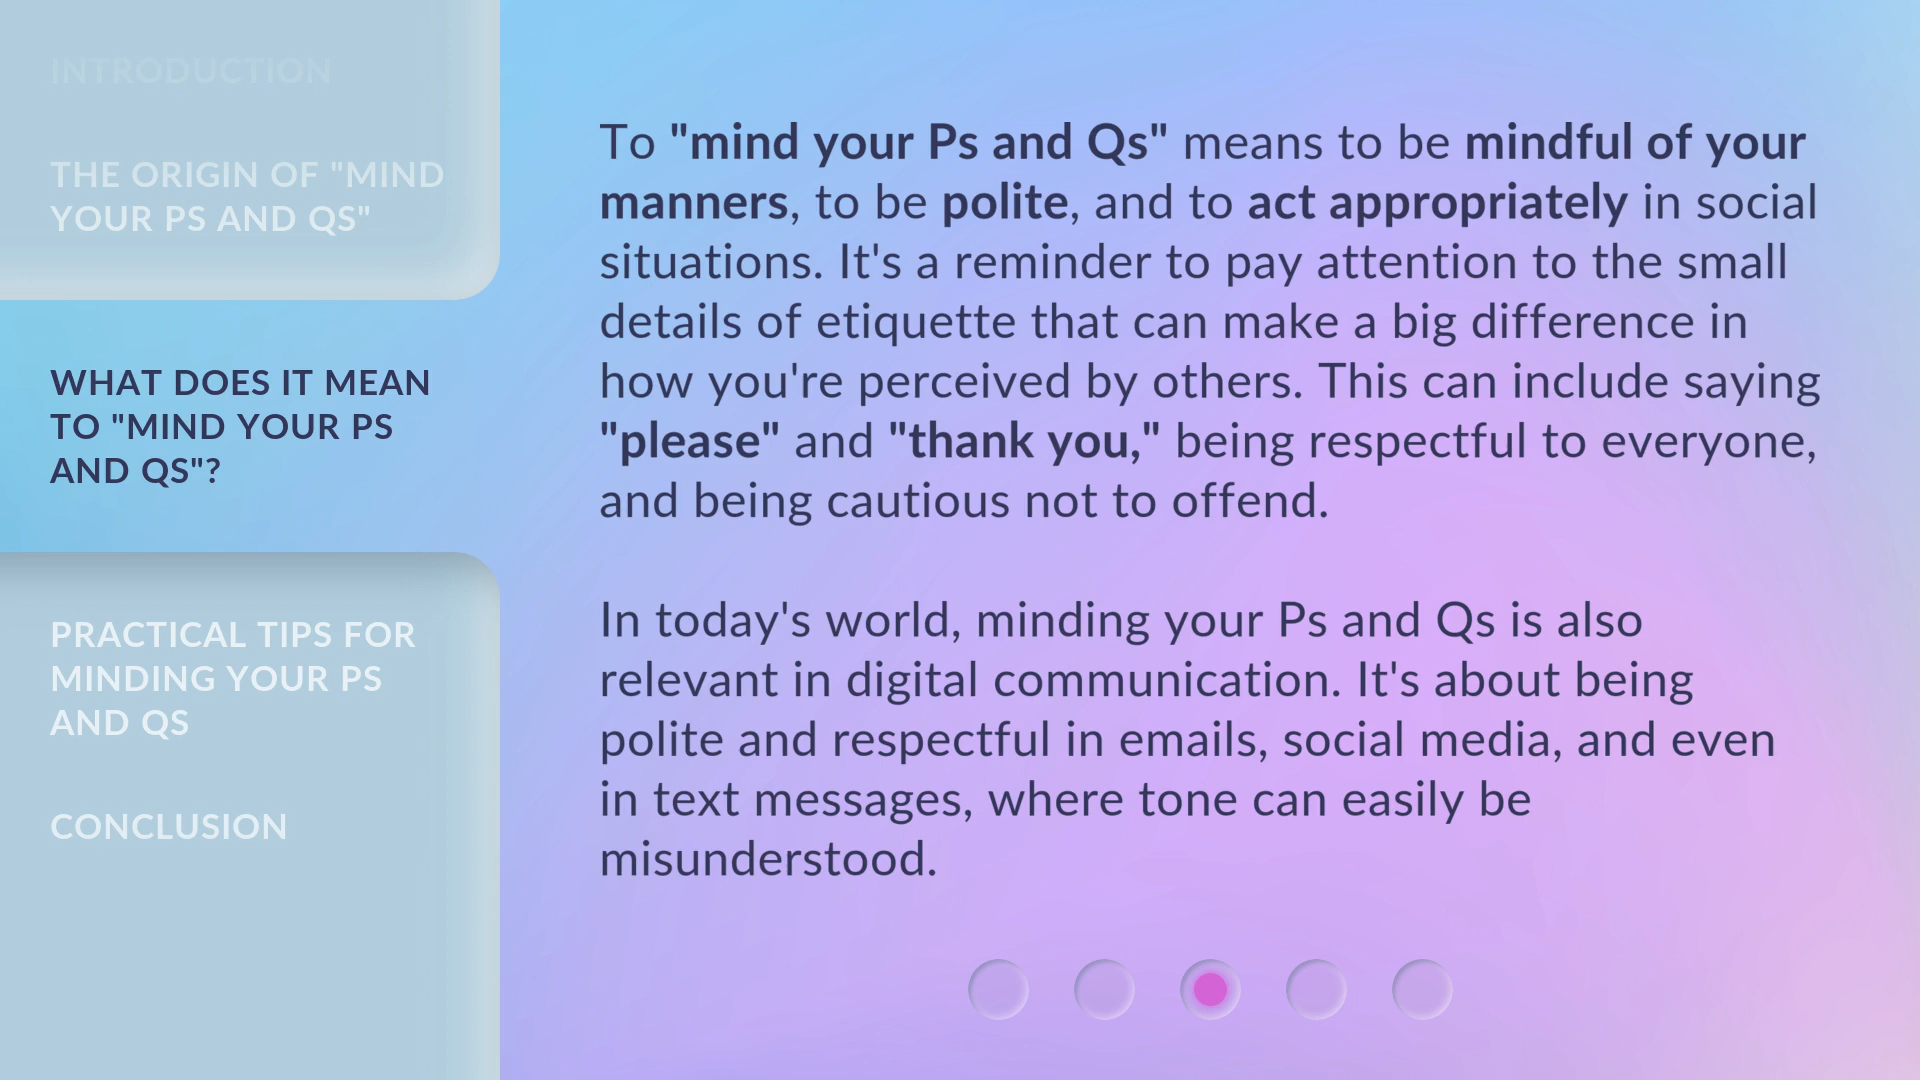 INTRODUCTION
THE ORIGIN OF "MIND
YOUR PS AND QS"
WHAT DOES IT MEAN
TO "MIND YOUR PS
AND QS"?
PRACTICAL TIPS FOR
MINDING YOUR PS
AND QS
CONCLUSION
To "mind your Ps and Qs" means to be mindful of your
manners, to be polite, and to act appropriately in social
situations. It's a reminder to pay attention to the small
details of etiquette that can make a big difference in
how you're perceived by others. This can include saying
"please" and "thank you," being respectful to everyone,
and being cautious not to offend.
In today's world, minding your Ps and Qs is also
relevant in digital communication. It's about being
polite and respectful in emails, social media, and even
in text messages, where tone can easily be
misunderstood.